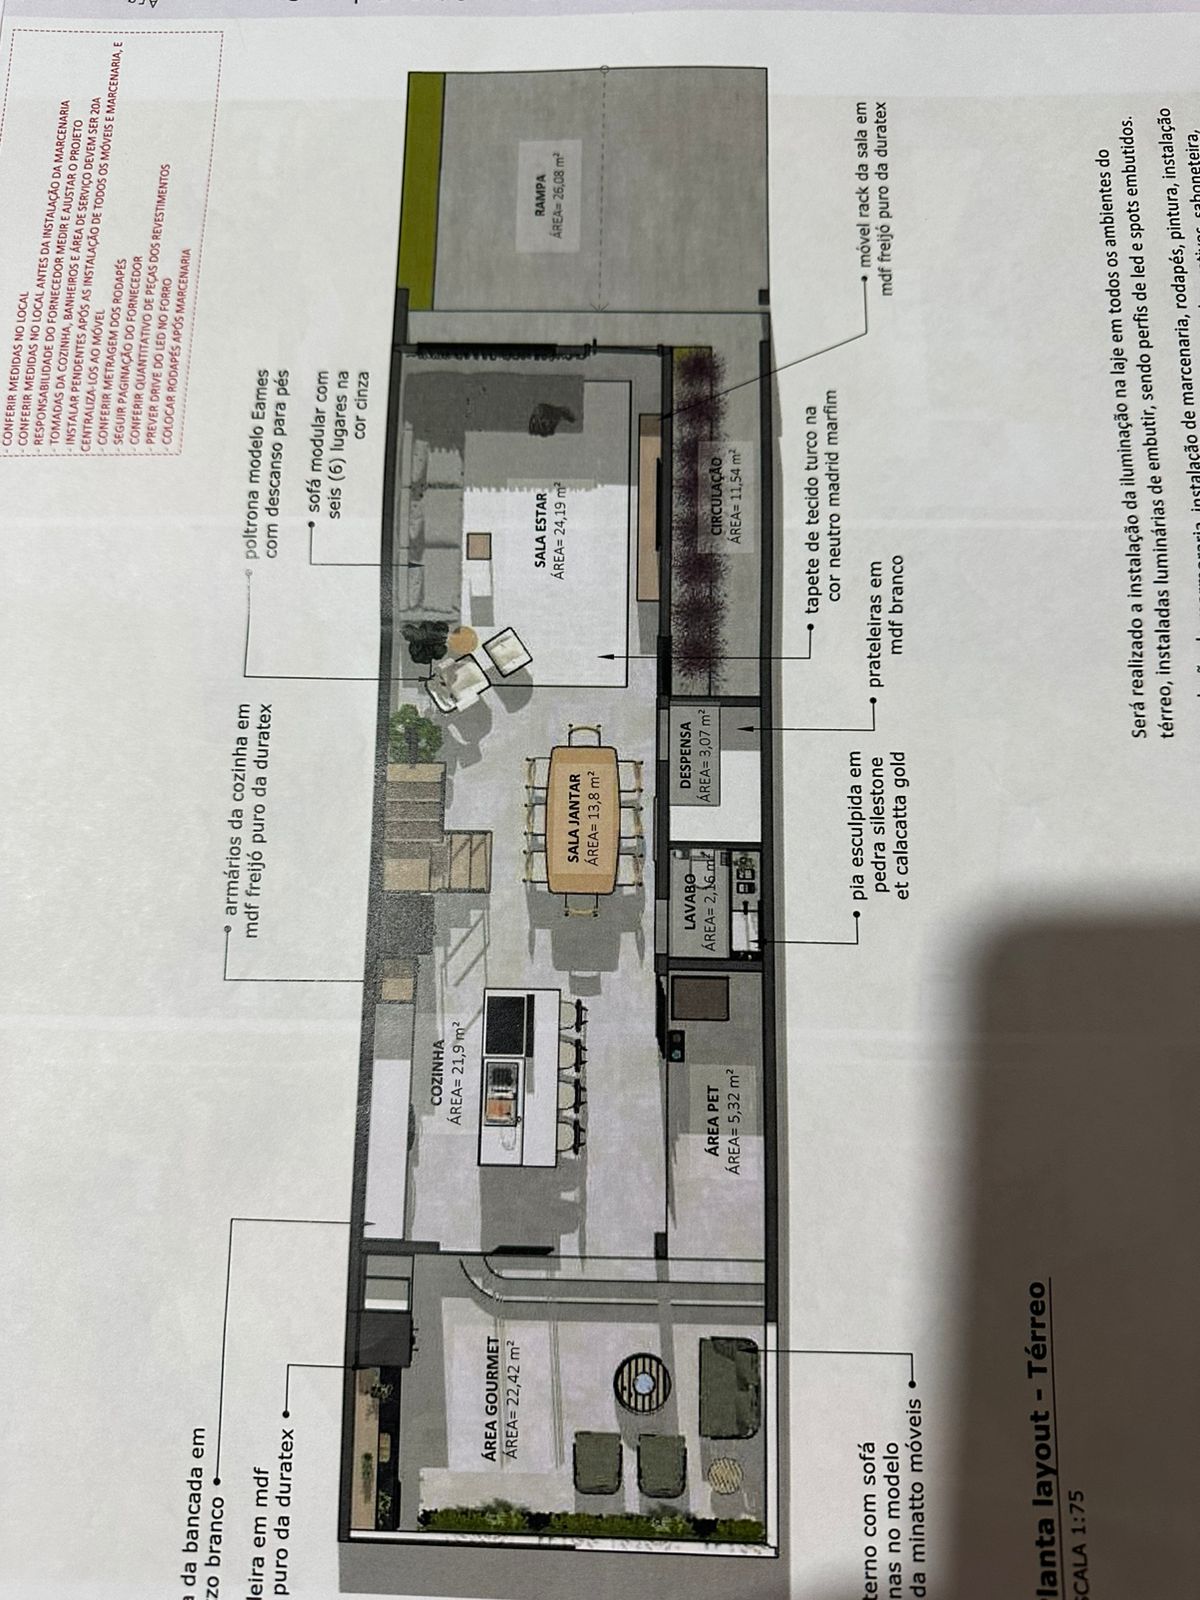 - CONFERIR MEDIDAS NO LOCAL
- CONFERIR MEDIDAS NO LOCAL ANTES DA INSTALAÇÃO DA MARCENARIA
- RESPONSABILIDADE DO FORNECEDOR MEDIR E AJUSTAR O PROJETO
- TOMADAS DA COZINHA, BANHEIROS E ÁREA DE SERVIÇO DEVEM SER 20A
- INSTALAR PENDENTES APÓS AS INSTALAÇÃO DE TODOS OS MÓVEIS E MARCENARIA, E
CENTRALIZA-LOS AO MÓVEL
- CONFERIR METRAGEM DOS RODAPÉS
- SEGUIR PAGINAÇÃO DO FORNECEDOR
- CONFERIR QUANTITATIVO DE PEÇAS DOS REVESTIMENTOS
- PREVER DRIVE DO LED NO FORRO
- COLOCAR RODAPÉS APÓS MARCENARIA
da bancada em
branco
leira em mdf
puro da duratex
armários da cozinha em
mdf freijó puro da duratex
poltrona modelo Eames
com descanso para pés
sofá modular com
seis (6) lugares na
cor cinza
ÁREA GOURMET
ÁREA= 22,42 m²
COZINHA
ÁREA= 21,9 m²
SALA JANTAR
ÁREA= 13,8 m²
SALA ESTAR
ÁREA= 24,19 m²
RAMPA
ÁREA= 26,08 m²
ÁREA PET
ÁREA= 5,32 m²
LAVABO
ÁREA= 2,16 m²
DESPENSA
ÁREA= 3,07 m²
CIRCULAÇÃO
ÁREA= 11,54 m²
terno com sofá
nas no modelo
da minatto móveis
pia esculpida em
pedra silestone
et calacatta gold
prateleiras em
mdf branco
tapete de tecido turco na
cor neutro madrid marfim
móvel rack da sala em
mdf freijó puro da duratex
lanta layout - Térreo
SCALA 1:75
Será realizado a instalação da iluminação na laje em todos os ambientes do
térreo, instaladas luminárias de embutir, sendo perfis de led e spots embutidos.
instalação de marcenaria, rodapés, pintura, instalação
saboneteira,